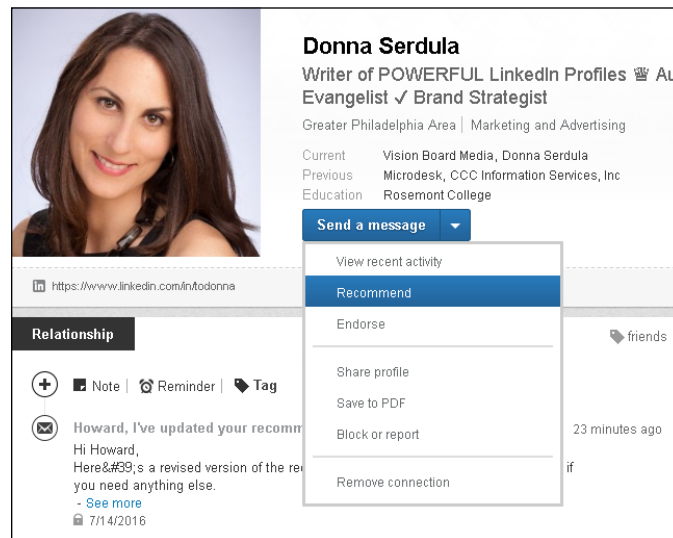 Donna Serdula
Writer of POWERFUL LinkedIn Profiles ♕ Au
Evangelist ✓ Brand Strategist
Greater Philadelphia Area | Marketing and Advertising
Current Vision Board Media, Donna Serdula
Previous Microdesk, CCC Information Services, Inc
Education Rosemont College
Send a message
View recent activity
https://www.linkedin.com/in/todonna
Recommend
Endorse
Relationship
friends
Share profile
Note | Reminder | Tag
Save to PDF
Block or report
Howard, I've updated your recomm
23 minutes ago
Hi Howard,
Here&#39;s a revised version of the re
if
you need anything else.
Remove connection
- See more
7/14/2016